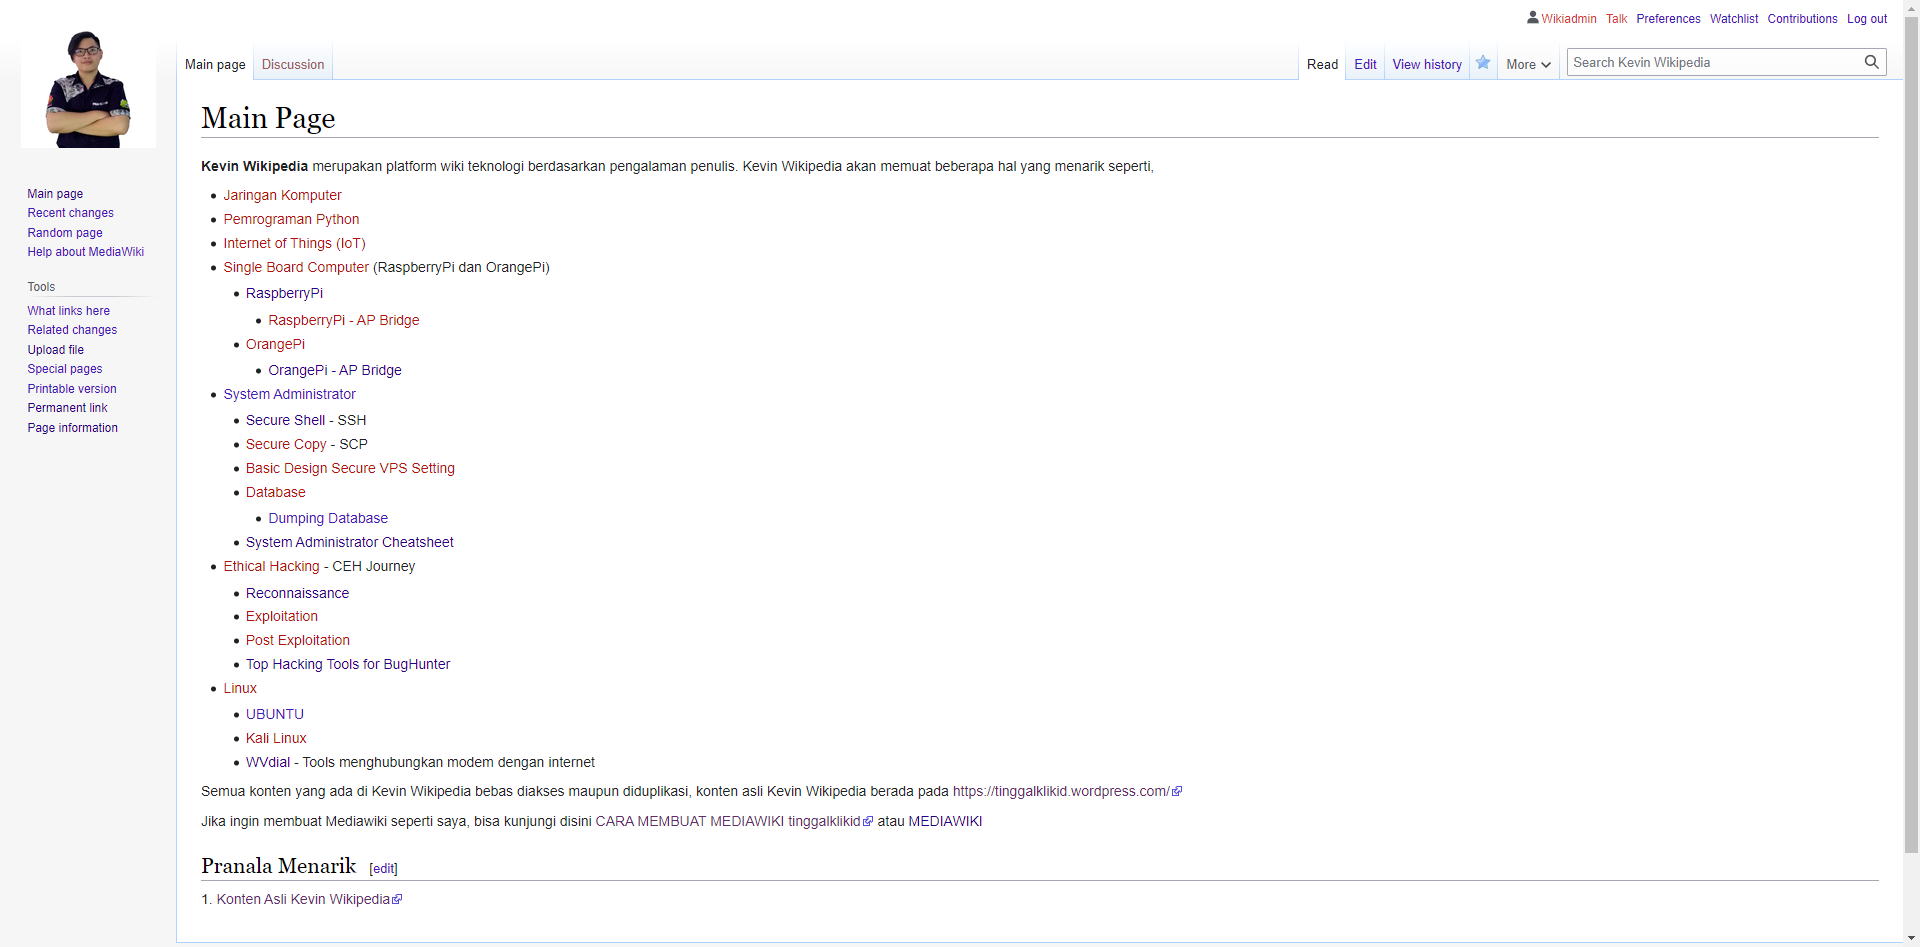 Wikiadmin Talk Preferences Watchlist Contributions Log out
Main page Discussion Read Edit View history More Search Kevin Wikipedia
Main page
Recent changes
Random page
Help about MediaWiki
Tools
What links here
Related changes
Upload file
Special pages
Printable version
Permanent link
Page information
Main Page
Kevin Wikipedia merupakan platform wiki teknologi berdasarkan pengalaman penulis. Kevin Wikipedia akan memuat beberapa hal yang menarik seperti,
Jaringan Komputer
Pemrograman Python
Internet of Things (IoT)
Single Board Computer (RaspberryPi dan OrangePi)
RaspberryPi
RaspberryPi - AP Bridge
OrangePi
OrangePi - AP Bridge
System Administrator
Secure Shell - SSH
Secure Copy - SCP
Basic Design Secure VPS Setting
Database
Dumping Database
System Administrator Cheatsheet
Ethical Hacking - CEH Journey
Reconnaissance
Exploitation
Post Exploitation
Top Hacking Tools for BugHunter
Linux
UBUNTU
Kali Linux
WVdial - Tools menghubungkan modem dengan internet
Semua konten yang ada di Kevin Wikipedia bebas diakses maupun diduplikasi, konten asli Kevin Wikipedia berada pada https://tinggalklikid.wordpress.com/
Jika ingin membuat Mediawiki seperti saya, bisa kunjungi disini CARA MEMBUAT MEDIAWIKI tinggalklikid atau MEDIAWIKI
Pranala Menarik [edit]
1. Konten Asli Kevin Wikipedia